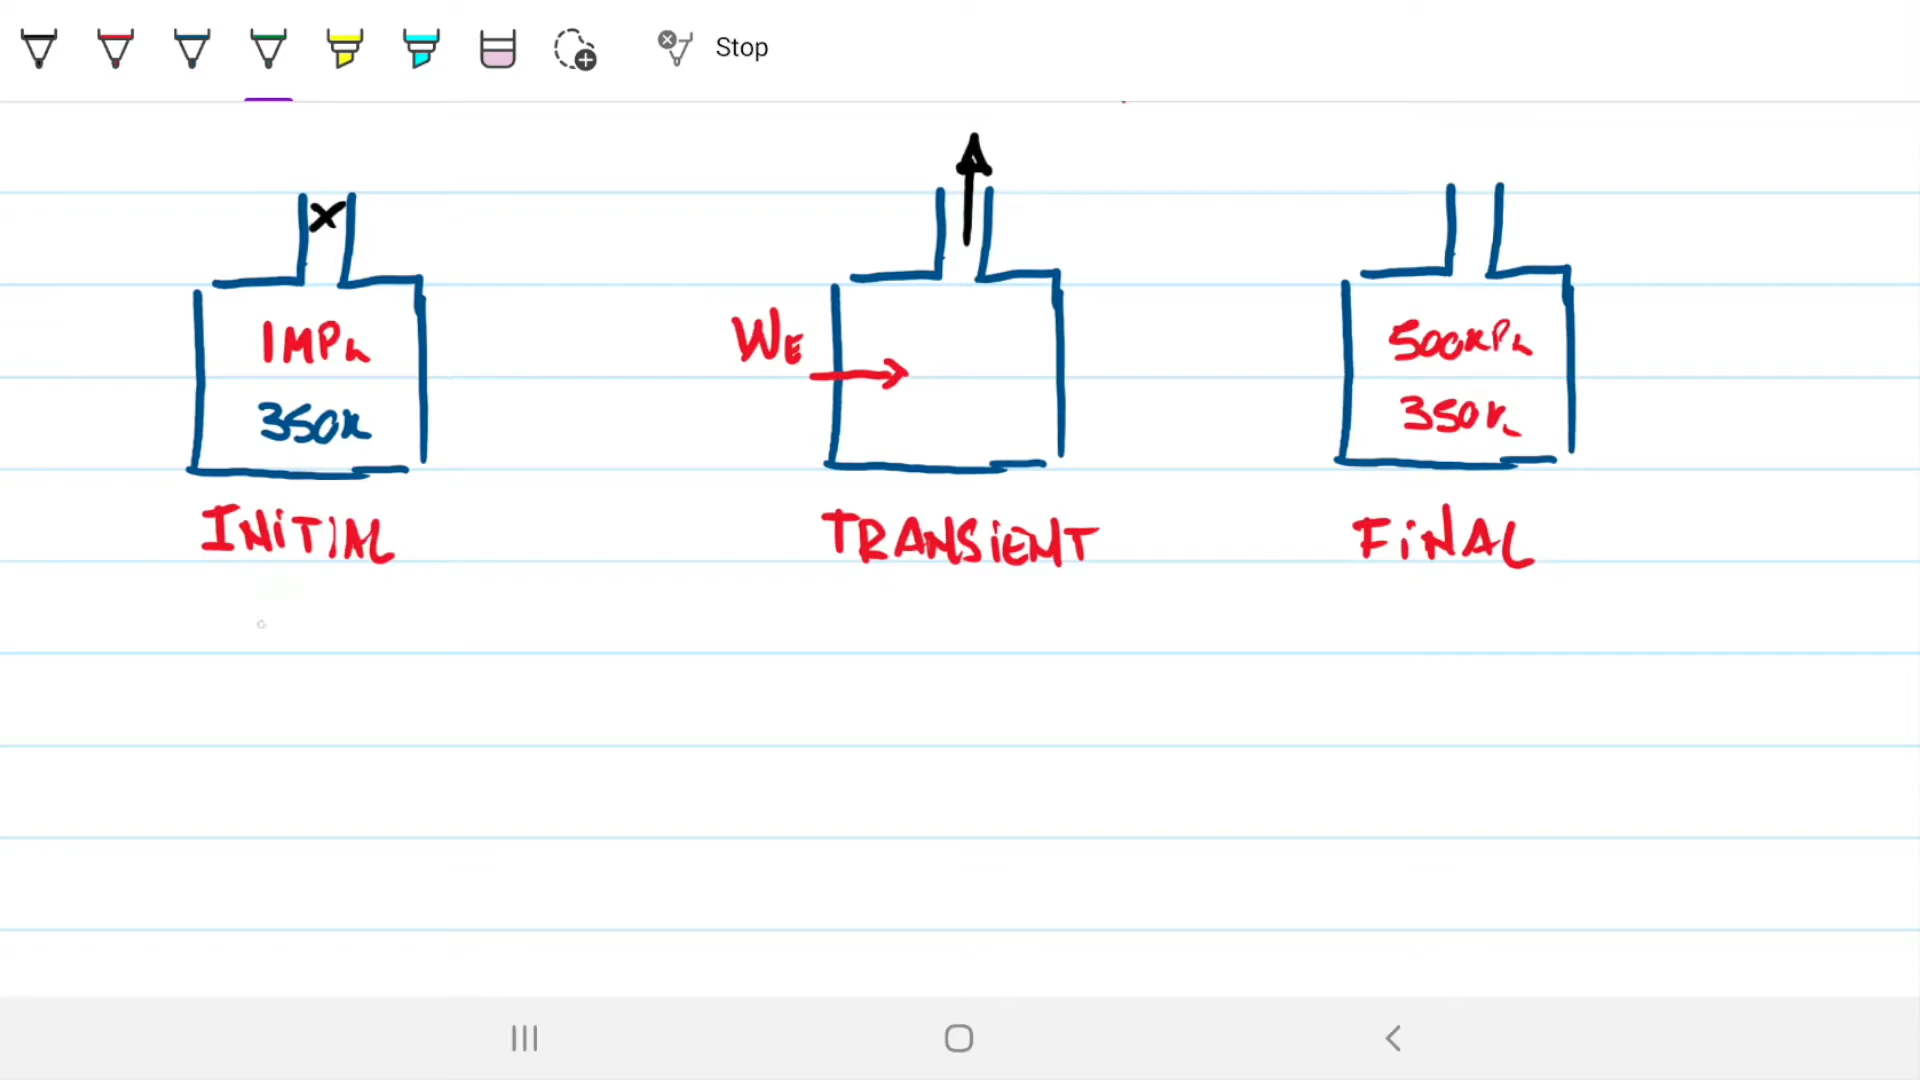 Stop
x
1MPa
350K
INITIAL
WE
TRANSIENT
500KPa
350K
FINAL